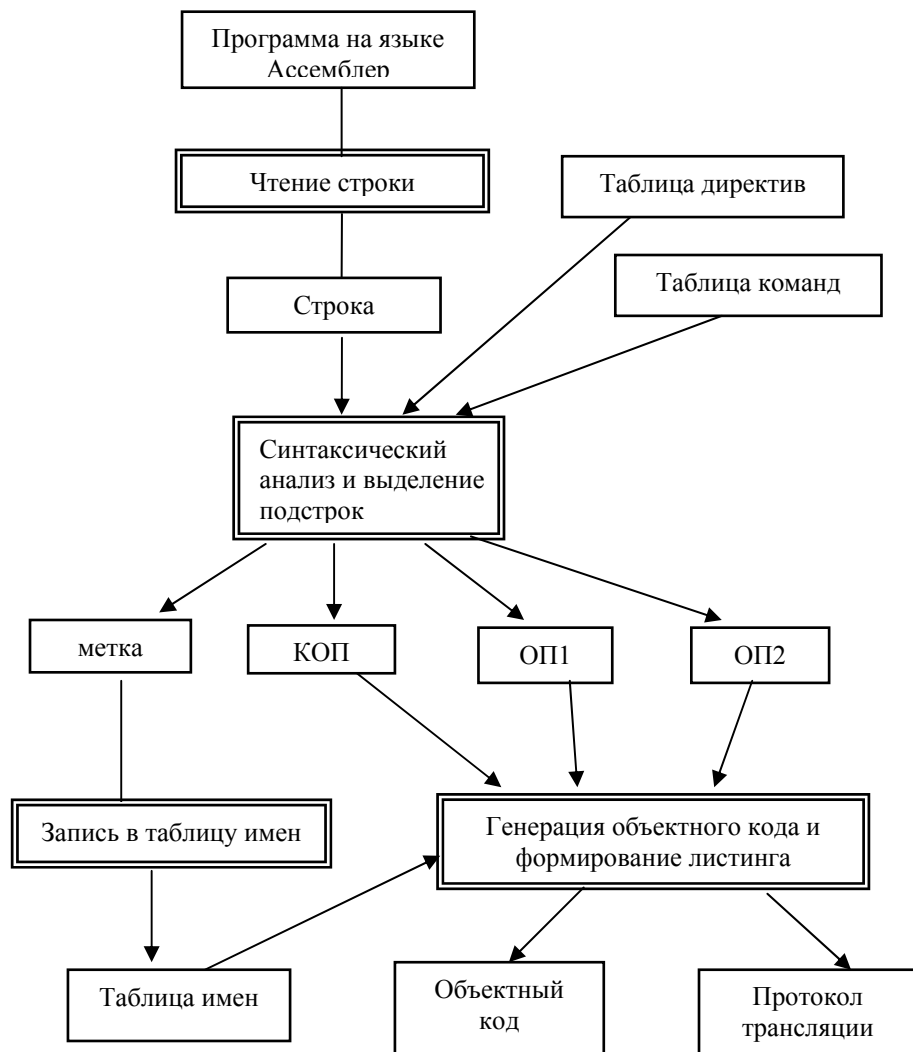 Программа на языке
Ассемблер
Чтение строки
Таблица директив
Таблица команд
Строка
Синтаксический
анализ и выделение
подстрок
метка
КОП
ОП1
ОП2
Запись в таблицу имен
Генерация объектного кода и
формирование листинга
Таблица имен
Объектный
код
Протокол
трансляции